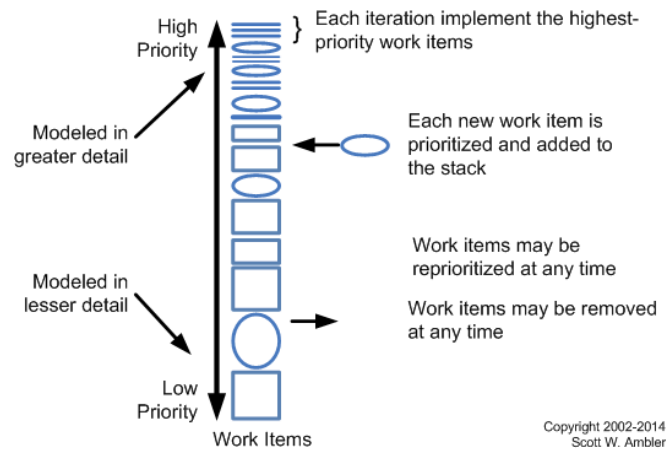 High
Priority
Each iteration implement the highest-
priority work items
Modeled in
greater detail
Each new work item is
prioritized and added to
the stack
Work items may be
reprioritized at any time
Modeled in
lesser detail
Work items may be removed
at any time
Low
Priority
Work Items
Copyright 2002-2014
Scott W. Ambler